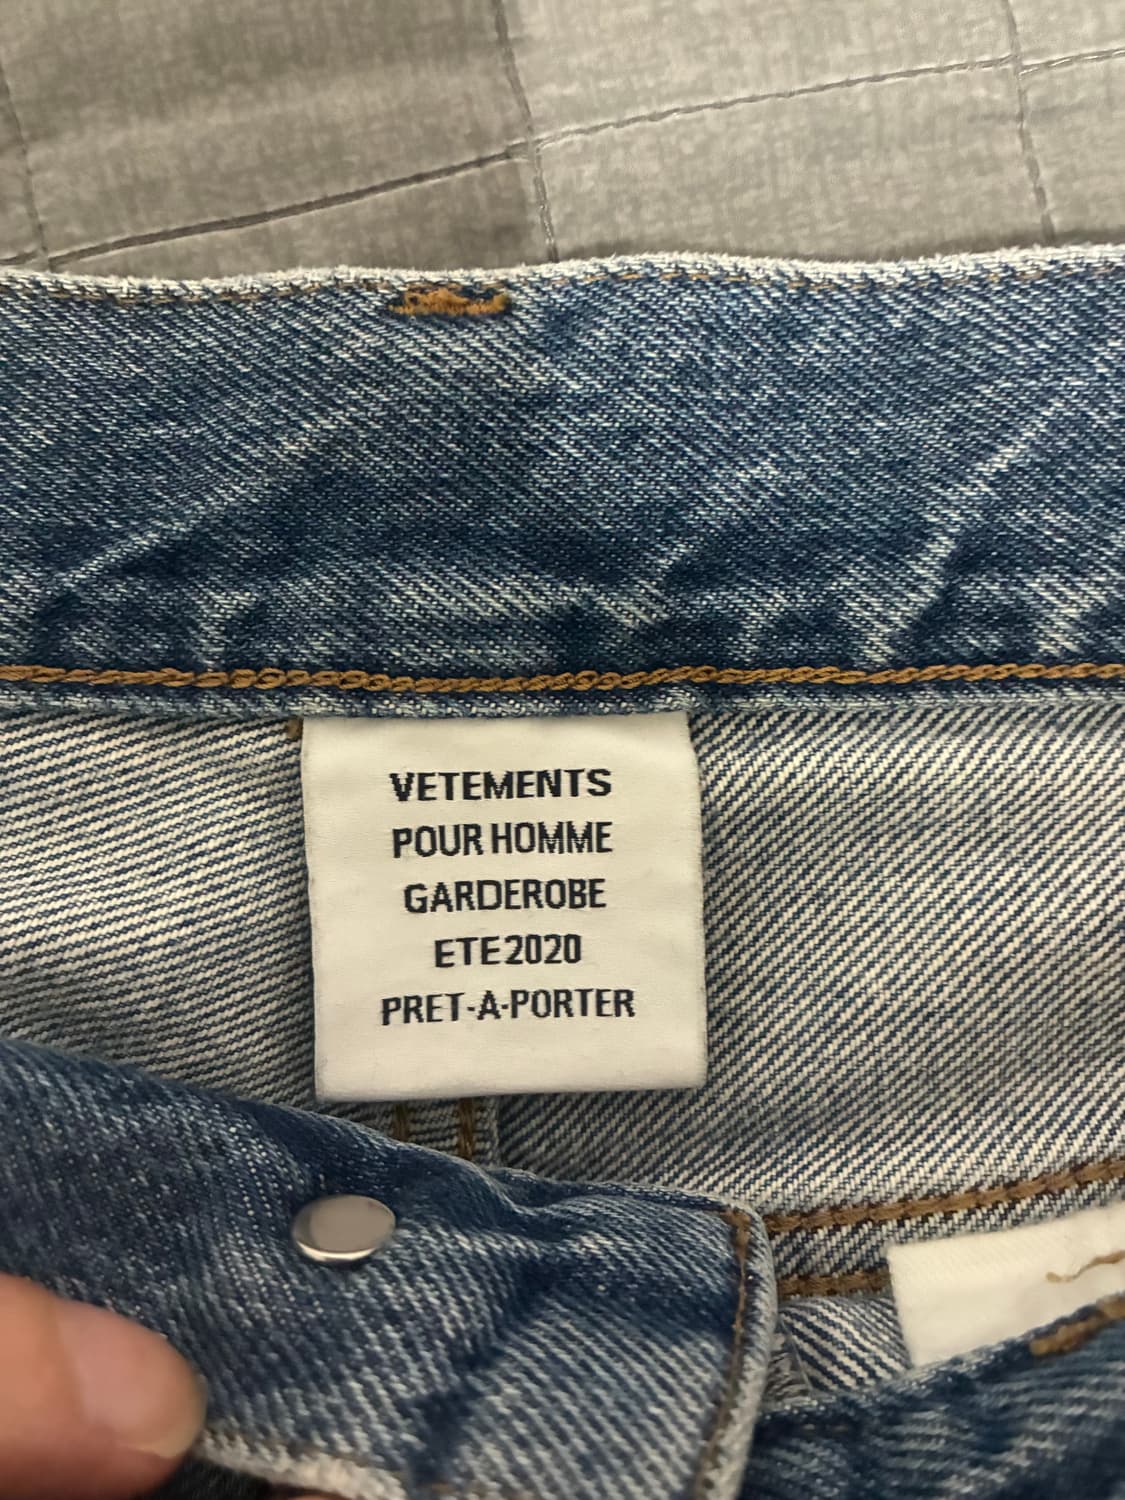 VETEMENTS
POUR HOMME
GARDEROBE
ETE 2020
PRET-A-PORTER